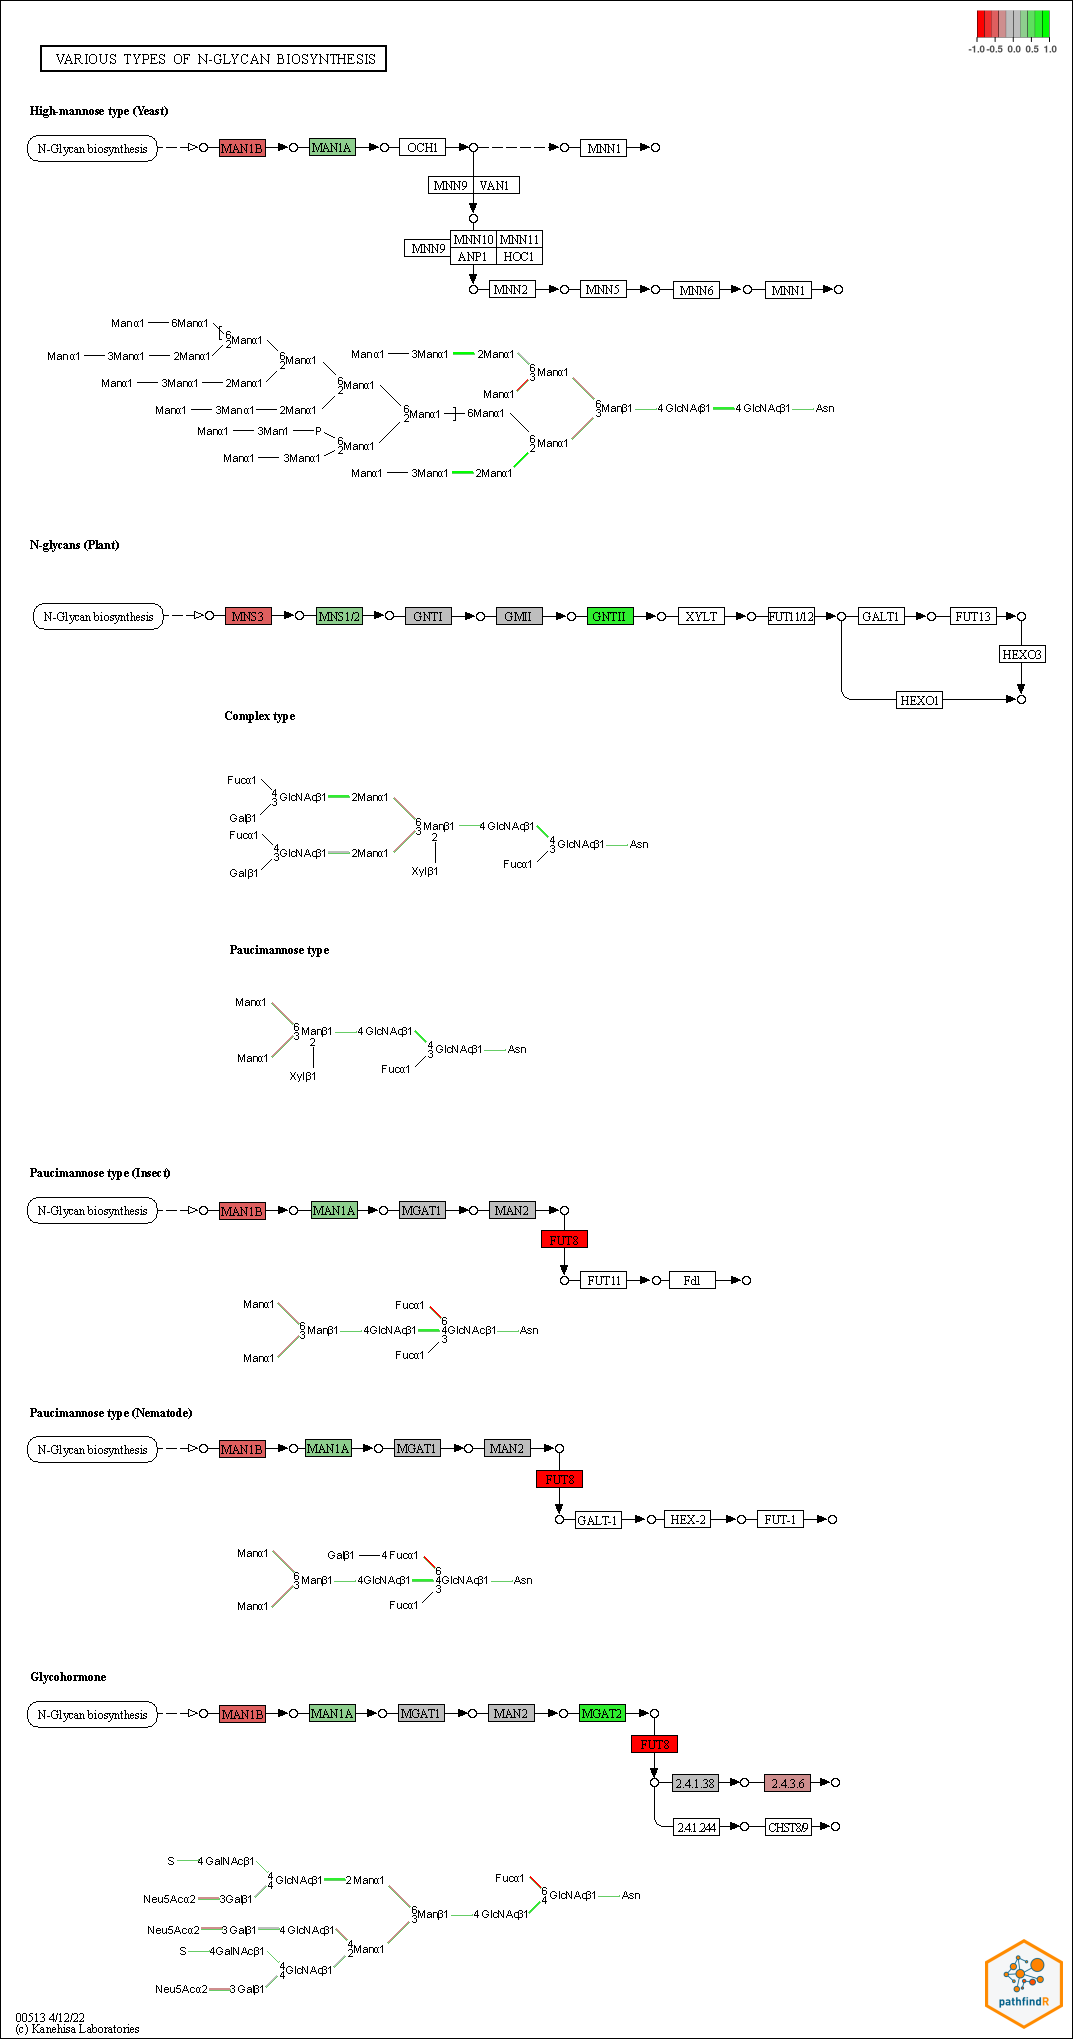 -1.0 -0.5 0.0 0.5 1.0
VARIOUS TYPES OF N-GLYCAN BIOSYNTHESIS
High-mannose type (Yeast)
N-Glycan biosynthesis MAN1B MAN1A OCH1 MNN1
MNN9 VAN1
MNN10 MNN11
MNN9
ANP1 HOC1
MNN2 MNN5 MNN6 MNN1
Manα1 6Manα1
6 2 Manα1
Manα1 3Manα1 2Manα1
6 2 Manα1
Manα1 3Manα1 2Manα1
6 2 Manα1
Manα1 3Manα1 2Manα1
6 2 Manα1 6Manα1
Manα1 3Man1 P
6 2 Manα1
Manα1 3Manα1
Manα1 3Manα1 2Manα1
6 3 Manα1
Manα1
6 3 Manβ1 4 GlcNAcβ1 4 GlcNAcβ1 Asn
6 2 Manα1
Manα1 3Manα1 2Manα1
N-glycans (Plant)
N-Glycan biosynthesis MNS3 MNS1/2 GNTI GMII GNTII XYLT FUT11/12 GALT1 FUT13
HEXO3
HEXO1
Complex type
Fucα1
4 3 GlcNAcβ1 2Manα1
Galβ1
Fucα1
4 3 GlcNAcβ1 2Manα1
Galβ1
6 3 Manβ1 4 GlcNAcβ1
2
Xylβ1
4 3 GlcNAcβ1 Asn
Fucα1
Paucimannose type
Manα1
6 3 Manβ1 4 GlcNAcβ1
2
Manα1
Xylβ1
4 3 GlcNAcβ1 Asn
Fucα1
Paucimannose type (Insect)
N-Glycan biosynthesis MAN1B MAN1A MGAT1 MAN2
FUT8
FUT11 Fdl
Manα1 Fucα1
6 3 Manβ1 4GlcNAcβ1 6 4 3 GlcNAcβ1 Asn
Manα1 Fucα1
Paucimannose type (Nematode)
N-Glycan biosynthesis MAN1B MAN1A MGAT1 MAN2
FUT8
GALT-1 HEX-2 FUT-1
Manα1 Galβ1 4 Fucα1
6 3 Manβ1 4GlcNAcβ1 6 4 3 GlcNAcβ1 Asn
Manα1 Fucα1
Glycohormone
N-Glycan biosynthesis MAN1B MAN1A MGAT1 MAN2 MGAT2
FUT8
2.4.1.38 2.4.3.6
2.4.1.244 CHST8/9
S 4 GalNAcβ1
4 4 GlcNAcβ1 2 Manα1
Neu5Acα2 3Galβ1
Fucα1
6 4 GlcNAcβ1 Asn
6 3 Manβ1 4 GlcNAcβ1
Neu5Acα2 3 Galβ1 4 GlcNAcβ1
4 2 Manα1
S 4GalNAcβ1
4 4 GlcNAcβ1
Neu5Acα2 3 Galβ1
pathfindR
00513 4/12/22
(c) Kanehisa Laboratories